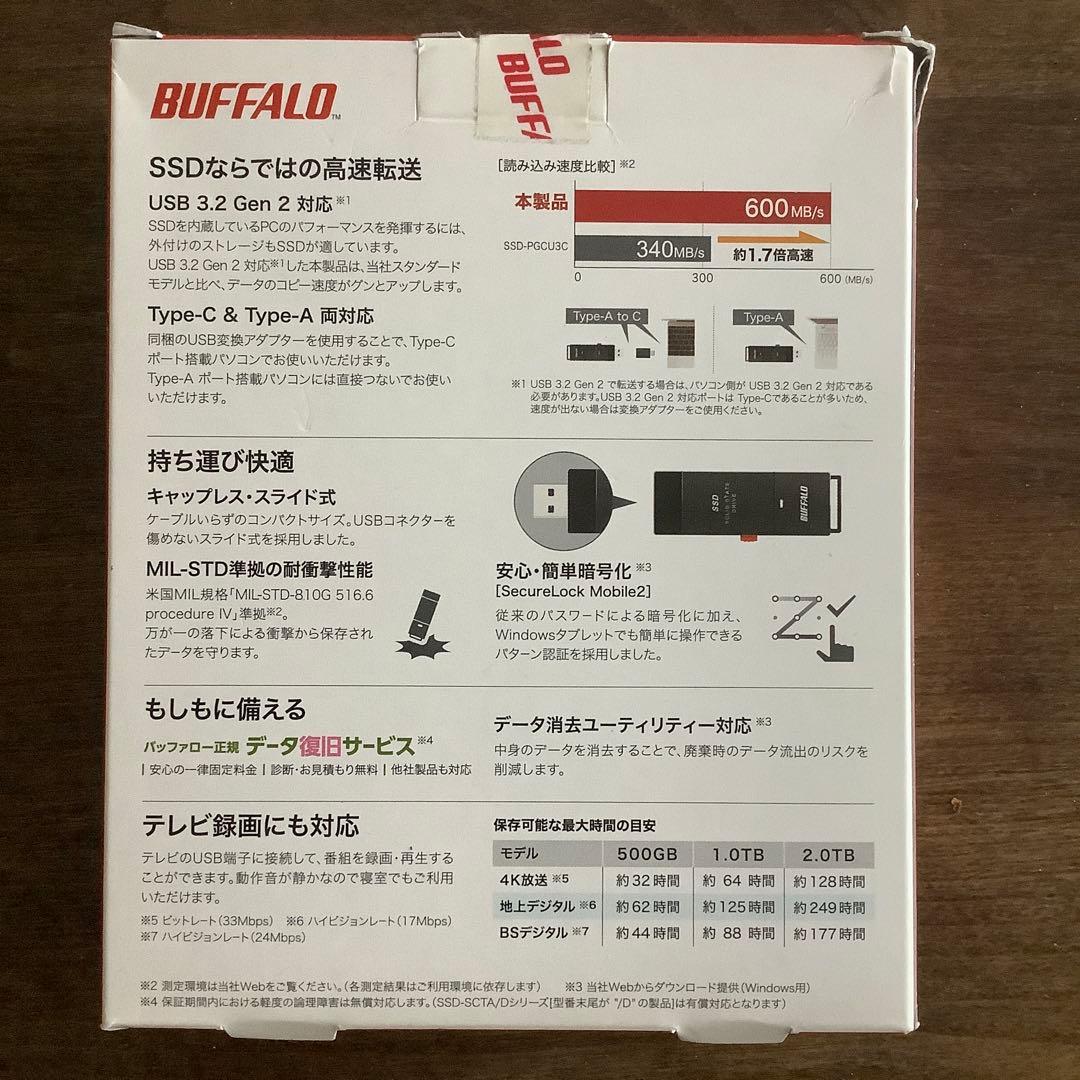 BUFFALO™
LO
BUFFA
SSDならではの高速転送
USB 3.2 Gen 2 対応※1
SSDを内蔵しているPCのパフォーマンスを発揮するには、
外付けのストレージもSSDが適しています。
USB 3.2 Gen 2 対応※1した本製品は、当社スタンダード
モデルと比べ、データのコピー速度がグンとアップします。
[読み込み速度比較]※2
本製品
600MB/s
SSD-PGCU3C
340MB/s
約1.7倍高速
0 300 600 (MB/s)
Type-C & Type-A 両対応
同梱のUSB変換アダプターを使用することで、Type-C
ポート搭載パソコンでお使いいただけます。
Type-A ポート搭載パソコンには直接つないでお使い
いただけます。
Type-A to C
Type-A
※1 USB 3.2 Gen 2 で転送する場合は、パソコン側が USB 3.2 Gen 2 対応である
必要があります。USB 3.2 Gen 2 対応ポートは Type-Cであることが多いため、
速度が出ない場合は変換アダプターをご使用ください。
持ち運び快適
キャップレス・スライド式
ケーブルいらずのコンパクトサイズ。USBコネクターを
傷めないスライド式を採用しました。
SSD
SOLID STATE
DRIVE
BUFFALO
MIL-STD準拠の耐衝撃性能
米国MIL規格「MIL-STD-810G 516.6
procedure IV」準拠※2。
万が一の落下による衝撃から保存され
たデータを守ります。
安心・簡単暗号化※3
[SecureLock Mobile2]
従来のパスワードによる暗号化に加え、
Windowsタブレットでも簡単に操作できる
パターン認証を採用しました。
もしもに備える
バッファロー正規 データ復旧サービス※4
| 安心の一律固定料金 | 診断・お見積もり無料 | 他社製品も対応
データ消去ユーティリティー対応※3
中身のデータを消去することで、廃棄時のデータ流出のリスクを
削減します。
テレビ録画にも対応
テレビのUSB端子に接続して、番組を録画・再生する
ことができます。動作音が静かなので寝室でもご利用
いただけます。
※5 ビットレート(33Mbps) ※6 ハイビジョンレート(17Mbps)
※7 ハイビジョンレート(24Mbps)
保存可能な最大時間の目安
モデル 500GB 1.0TB 2.0TB
4K放送 ※5 約32時間 約 64 時間 約128時間
地上デジタル ※6 約62時間 約125時間 約249時間
BSデジタル ※7 約44時間 約 88 時間 約177時間
※2 測定環境は当社Webをご覧ください。(各測定結果はご利用環境に依存します) ※3 当社Webからダウンロード提供(Windows用)
※4 保証期間内における軽度の論理障害は無償対応します。(SSD-SCTA/Dシリーズ[型番末尾が "/D" の製品]は有償対応となります)